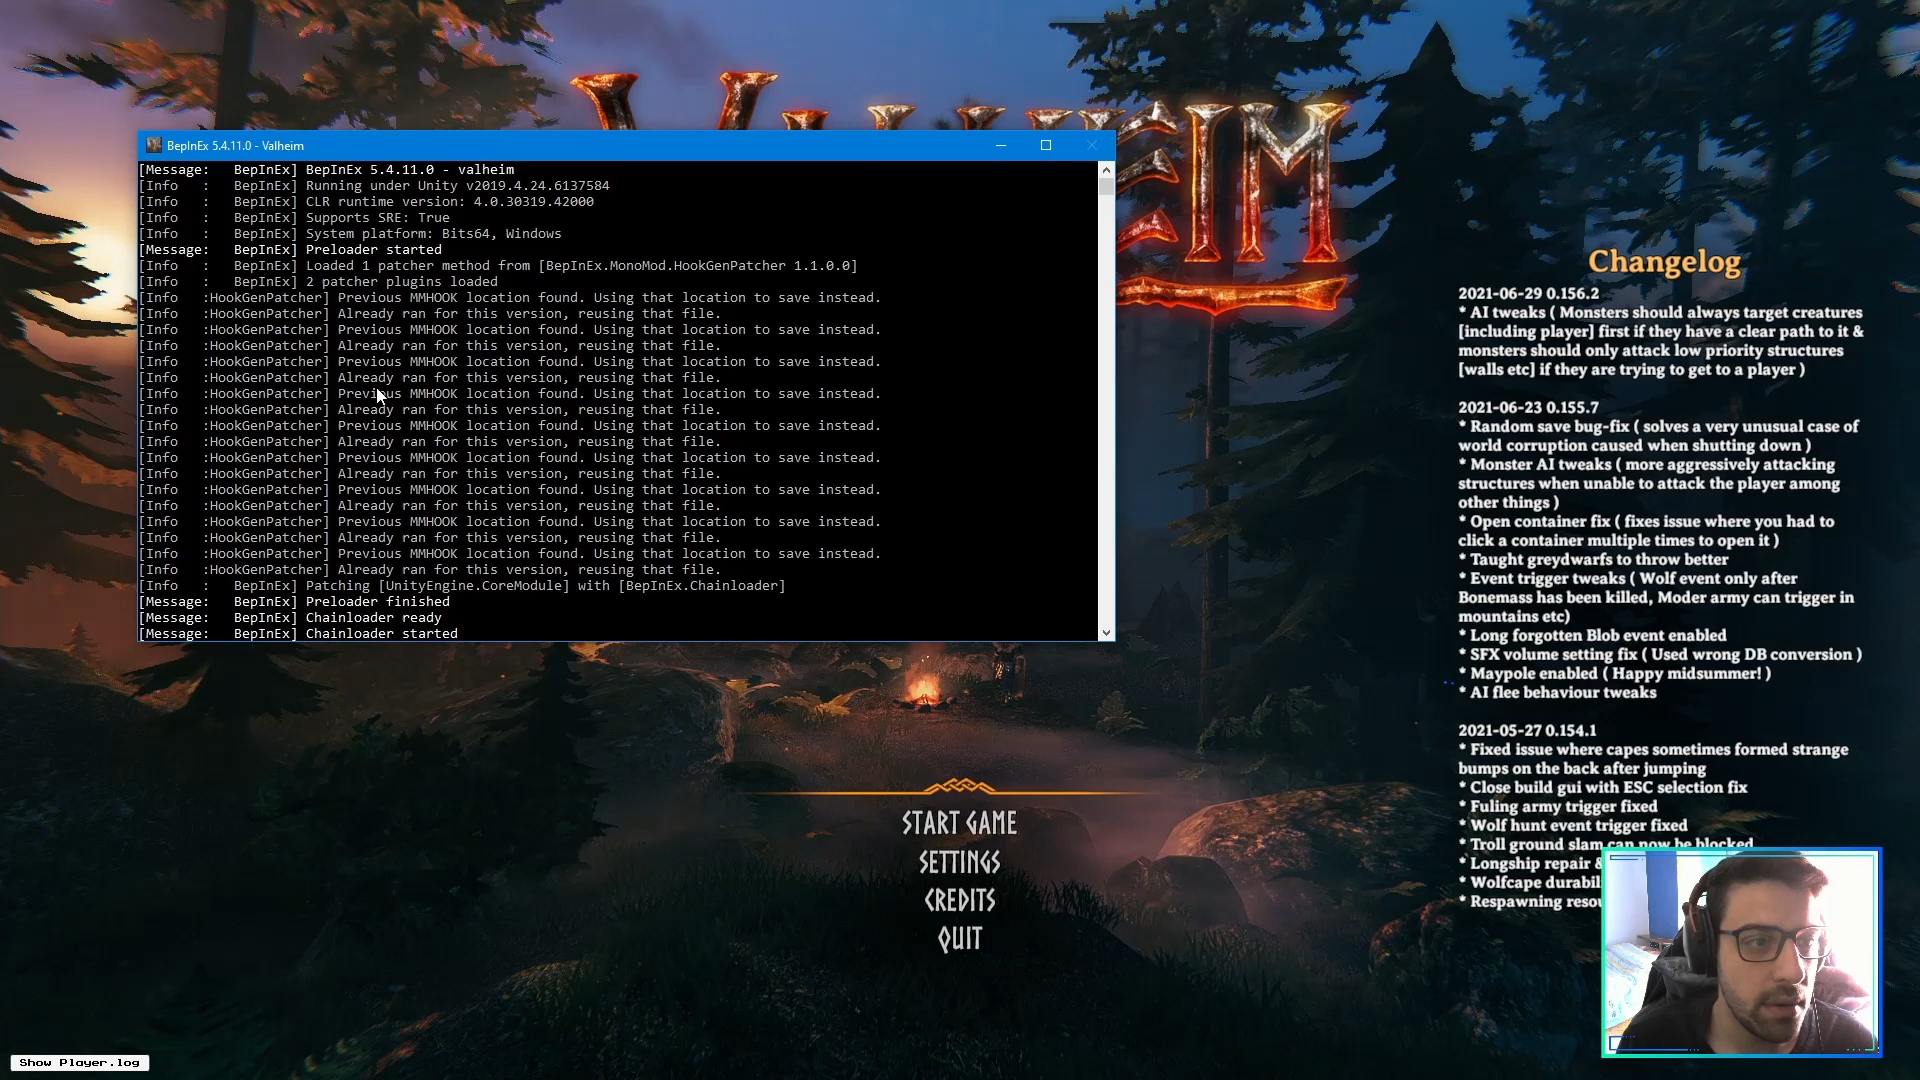 VALHEIM
BepInEx 5.4.11.0 - Valheim
[Message:   BepInEx] BepInEx 5.4.11.0 - valheim
[Info   :   BepInEx] Running under Unity v2019.4.24.6137584
[Info   :   BepInEx] CLR runtime version: 4.0.30319.42000
[Info   :   BepInEx] Supports SRE: True
[Info   :   BepInEx] System platform: Bits64, Windows
[Message:   BepInEx] Preloader started
[Info   :   BepInEx] Loaded 1 patcher method from [BepInEx.MonoMod.HookGenPatcher 1.1.0.0]
[Info   :   BepInEx] 2 patcher plugins loaded
[Info   :HookGenPatcher] Previous MMHOOK location found. Using that location to save instead.
[Info   :HookGenPatcher] Already ran for this version, reusing that file.
[Info   :HookGenPatcher] Previous MMHOOK location found. Using that location to save instead.
[Info   :HookGenPatcher] Already ran for this version, reusing that file.
[Info   :HookGenPatcher] Previous MMHOOK location found. Using that location to save instead.
[Info   :HookGenPatcher] Already ran for this version, reusing that file.
[Info   :HookGenPatcher] Previous MMHOOK location found. Using that location to save instead.
[Info   :HookGenPatcher] Already ran for this version, reusing that file.
[Info   :HookGenPatcher] Previous MMHOOK location found. Using that location to save instead.
[Info   :HookGenPatcher] Already ran for this version, reusing that file.
[Info   :HookGenPatcher] Previous MMHOOK location found. Using that location to save instead.
[Info   :HookGenPatcher] Already ran for this version, reusing that file.
[Info   :HookGenPatcher] Previous MMHOOK location found. Using that location to save instead.
[Info   :HookGenPatcher] Already ran for this version, reusing that file.
[Info   :HookGenPatcher] Previous MMHOOK location found. Using that location to save instead.
[Info   :HookGenPatcher] Already ran for this version, reusing that file.
[Info   :HookGenPatcher] Previous MMHOOK location found. Using that location to save instead.
[Info   :HookGenPatcher] Already ran for this version, reusing that file.
[Info   :   BepInEx] Patching [UnityEngine.CoreModule] with [BepInEx.Chainloader]
[Message:   BepInEx] Preloader finished
[Message:   BepInEx] Chainloader ready
[Message:   BepInEx] Chainloader started
Changelog
2021-06-29 0.156.2
* AI tweaks ( Monsters should always target creatures
[including player] first if they have a clear path to it &
monsters should only attack low priority structures
[walls etc] if they are trying to get to a player )
2021-06-23 0.155.7
* Random save bug-fix ( solves a very unusual case of
world corruption caused when shutting down )
* Monster AI tweaks ( more aggressively attacking
structures when unable to attack the player among
other things )
* Open container fix ( fixes issue where you had to
click a container multiple times to open it )
* Taught greydwarfs to throw better
* Event trigger tweaks ( Wolf event only after
Bonemass has been killed, Moder army can trigger in
mountains etc)
* Long forgotten Blob event enabled
* SFX volume setting fix ( Used wrong DB conversion )
* Maypole enabled ( Happy midsummer! )
* AI flee behaviour tweaks
2021-05-27 0.154.1
* Fixed issue where capes sometimes formed strange
bumps on the back after jumping
* Close build gui with ESC selection fix
* Fuling army trigger fixed
* Wolf hunt event trigger fixed
* Troll ground slam can now be blocked
* Longship repair &
* Wolfcape durabil
* Respawning resou
START GAME
SETTINGS
CREDITS
QUIT
Show Player.log